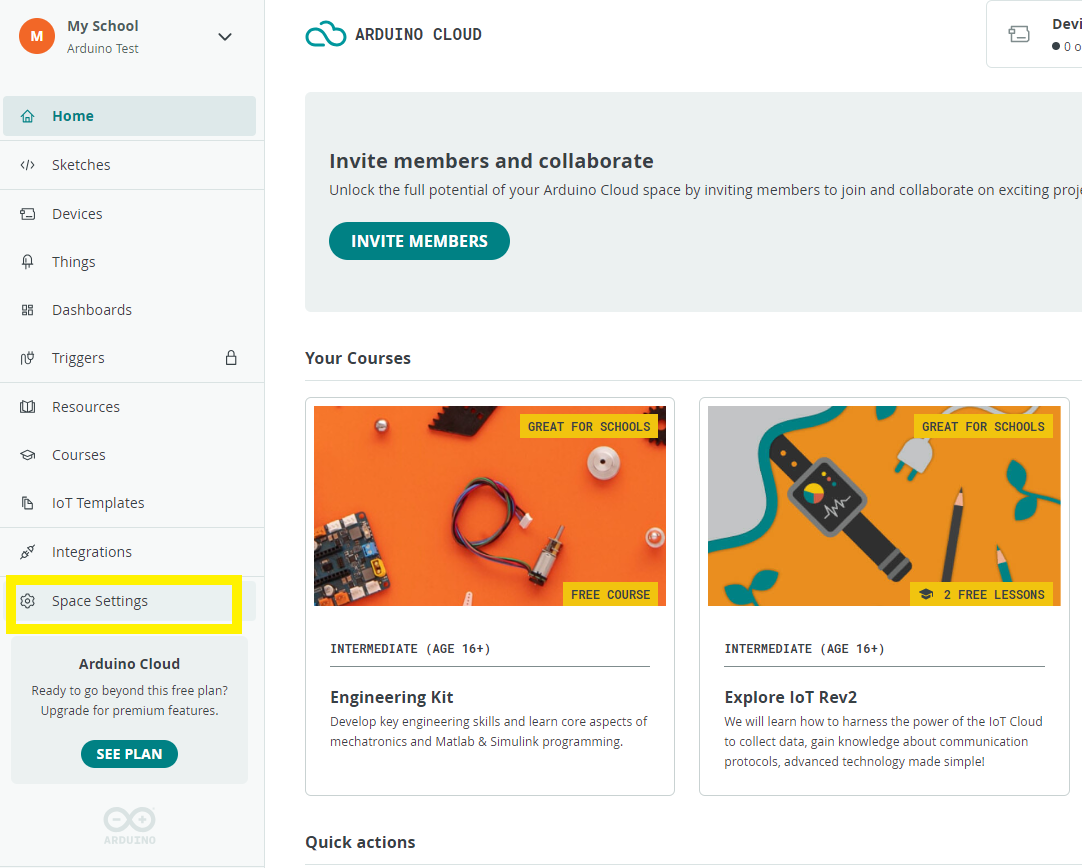 M
My School
Arduino Test
Home
Sketches
Devices
Things
Dashboards
Triggers
Resources
Courses
IoT Templates
Integrations
Space Settings
Arduino Cloud
Ready to go beyond this free plan?
Upgrade for premium features.
SEE PLAN
ARDUINO
ARDUINO CLOUD
0
Invite members and collaborate
Unlock the full potential of your Arduino Cloud space by inviting members to join and collaborate on exciting
INVITE MEMBERS
Your Courses
GREAT FOR SCHOOLS
FREE COURSE
INTERMEDIATE (AGE 16+)
Engineering Kit
Develop key engineering skills and learn core aspects of
mechatronics and Matlab & Simulink programming.
GREAT FOR SCHOOLS
2 FREE LESSONS
INTERMEDIATE (AGE 16+)
Explore IoT Rev2
We will learn how to harness the power of the IoT Cloud
to collect data, gain knowledge about communication
protocols, advanced technology made simple!
Quick actions